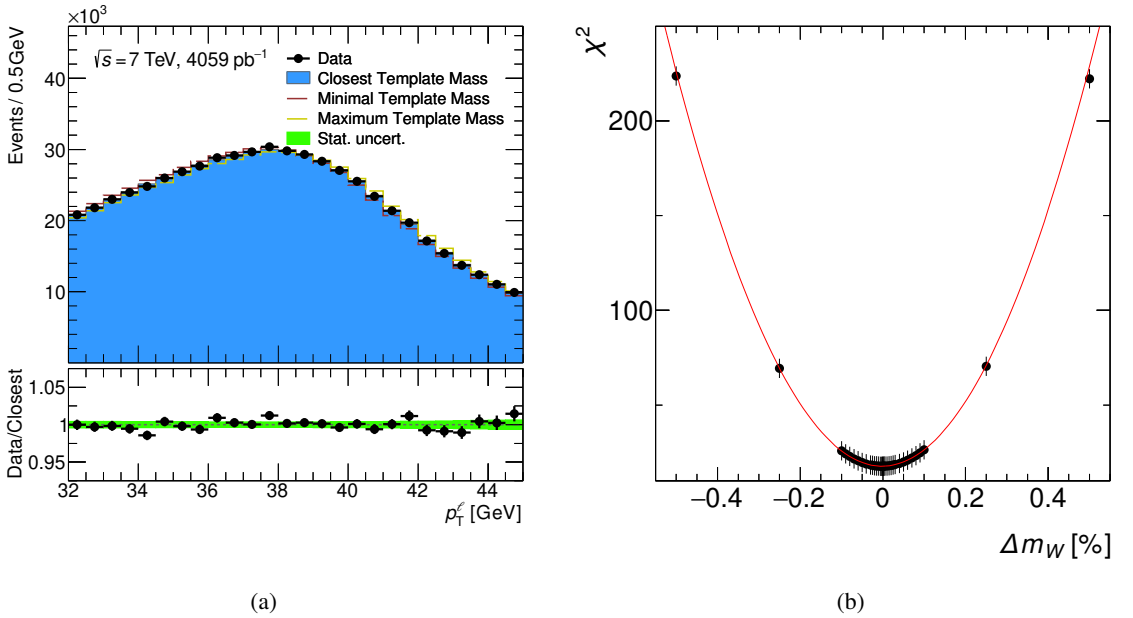 ×10³
Events / 0.5GeV
√s = 7 TeV, 4059 pb⁻¹
Data
Closest Template Mass
Minimal Template Mass
Maximum Template Mass
Stat. uncert.
40
30
20
10
0
Data/Closest
1.05
1
0.95
32 34 36 38 40 42 44
p_T^ℓ [GeV]
(a)
χ²
200
100
−0.4 −0.2 0 0.2 0.4
Δm_W [%]
(b)